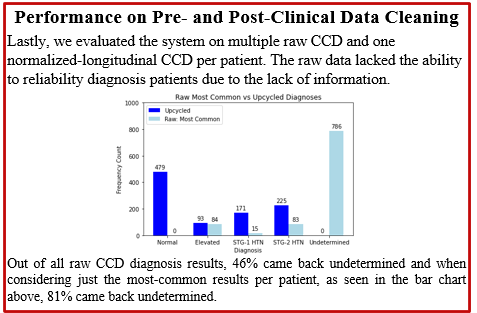 Performance on Pre- and Post-Clinical Data Cleaning
Lastly, we evaluated the system on multiple raw CCD and one
normalized-longitudinal CCD per patient. The raw data lacked the ability
to reliability diagnosis patients due to the lack of information.
Raw Most Common vs Upcycled Diagnoses
Upcycled
Raw: Most Common
Frequency Count
1000
800
600
400
200
0
479
0
93
84
171
15
225
83
0
786
Normal
Elevated
STG-1 HTN
STG-2 HTN
Undetermined
Diagnosis
Out of all raw CCD diagnosis results, 46% came back undetermined and when
considering just the most-common results per patient, as seen in the bar chart
above, 81% came back undetermined.